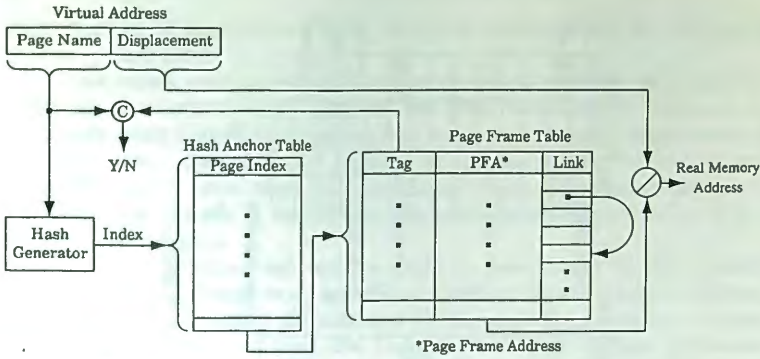 Virtual Address
Page Name Displacement
C
Y/N
Hash Anchor Table
Page Index
Page Frame Table
Tag PFA* Link
Real Memory
Address
Hash
Generator
Index
*Page Frame Address